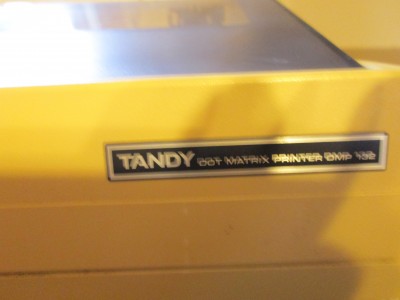 TANDY DOT MATRIX PRINTER DMP 132